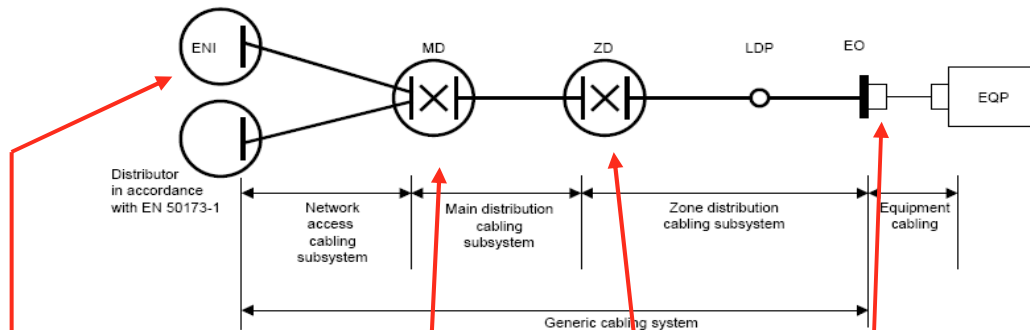 ENI
MD
ZD
LDP
EO
EQP
Distributor
in accordance
with EN 50173-1
Network
access
cabling
subsystem
Main distribution
cabling
subsystem
Zone distribution
cabling subsystem
Equipment
cabling
Generic cabling system